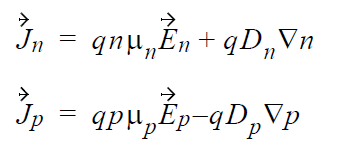 J⃗n = qnμnE⃗n + qDn∇n
J⃗p = qpμpE⃗p–qDp∇p